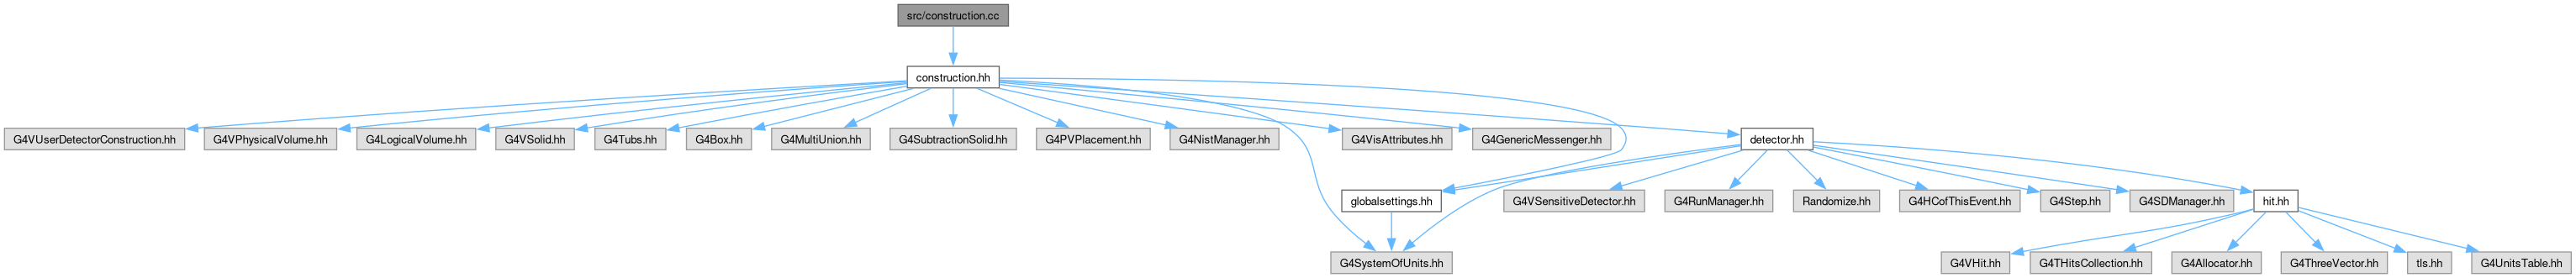 src/construction.cc
construction.hh
G4VUserDetectorConstruction.hh
G4VPhysicalVolume.hh
G4LogicalVolume.hh
G4VSolid.hh
G4Tubs.hh
G4Box.hh
G4MultiUnion.hh
G4SubtractionSolid.hh
G4PVPlacement.hh
G4NistManager.hh
G4VisAttributes.hh
G4GenericMessenger.hh
detector.hh
globalsettings.hh
G4VSensitiveDetector.hh
G4RunManager.hh
Randomize.hh
G4HCofThisEvent.hh
G4Step.hh
G4SDManager.hh
hit.hh
G4SystemOfUnits.hh
G4VHit.hh
G4THitsCollection.hh
G4Allocator.hh
G4ThreeVector.hh
tls.hh
G4UnitsTable.hh